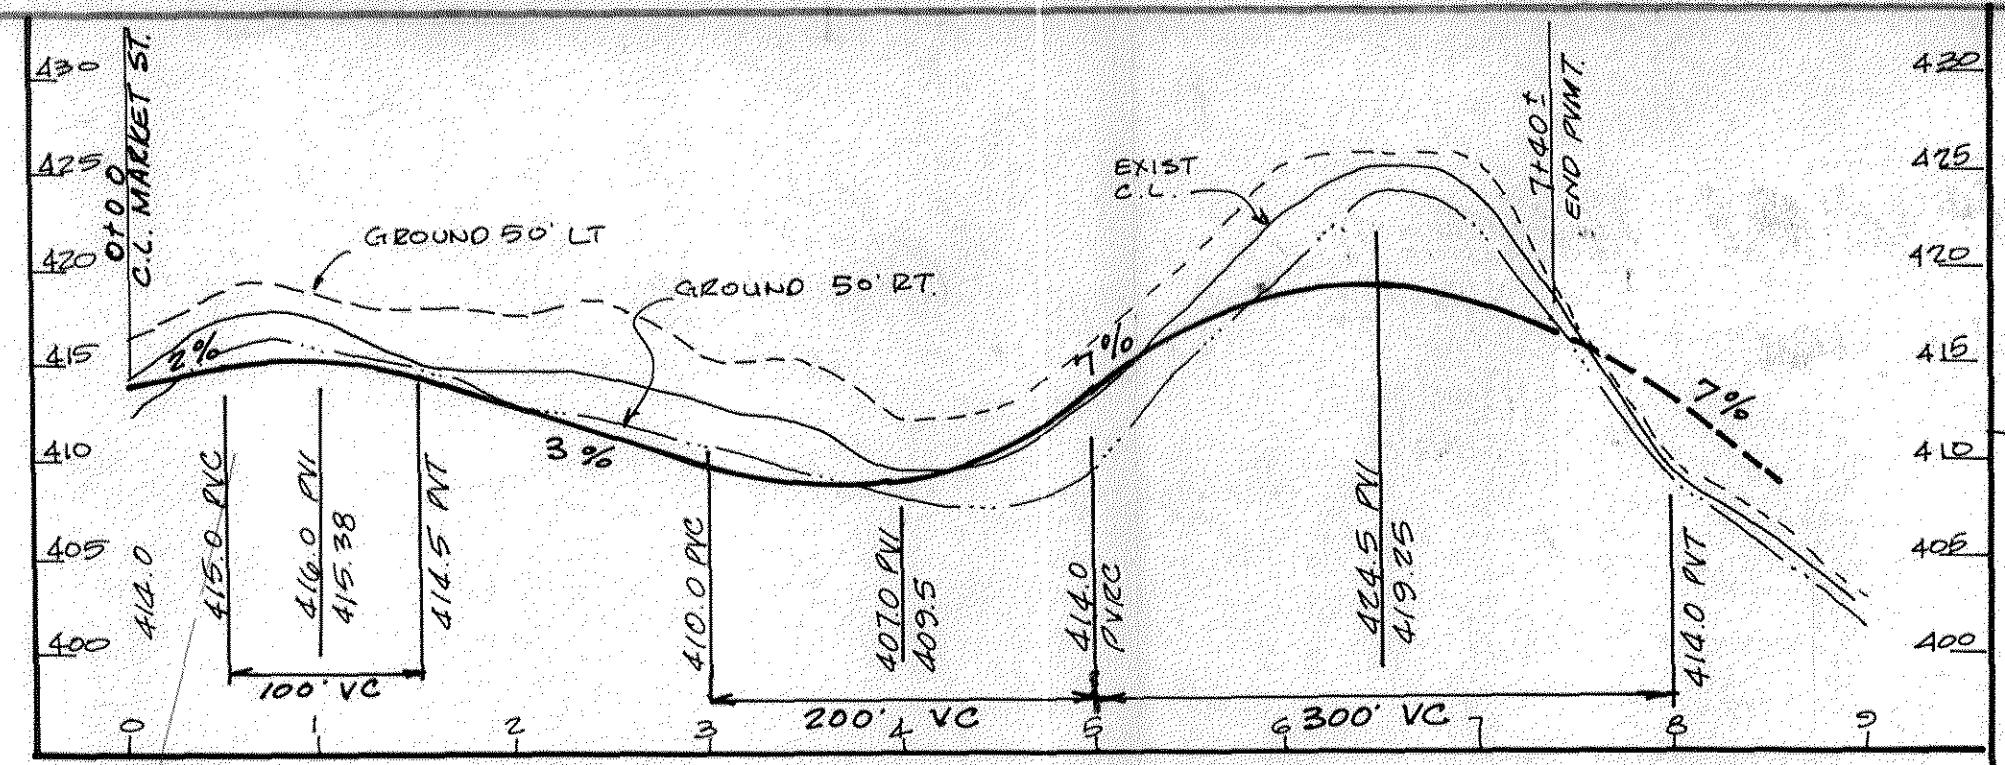 430
425
420
415
410
405
400
0+00
C.L. MARKET ST.
GROUND 50' LT
GROUND 50' RT.
EXIST
C.L.
7+40±
END PVMT.
430
425
420
415
410
405
400
2%
3%
7%
7%
414.0
415.0 PVC
416.0 PVI
415.38
414.5 PVT
410.0 PVC
407.0 PVI
409.5
414.0
PVRC
424.5 PVI
419.25
414.0 PVT
100' VC
200' VC
300' VC
0 1 2 3 4 5 6 7 8 9